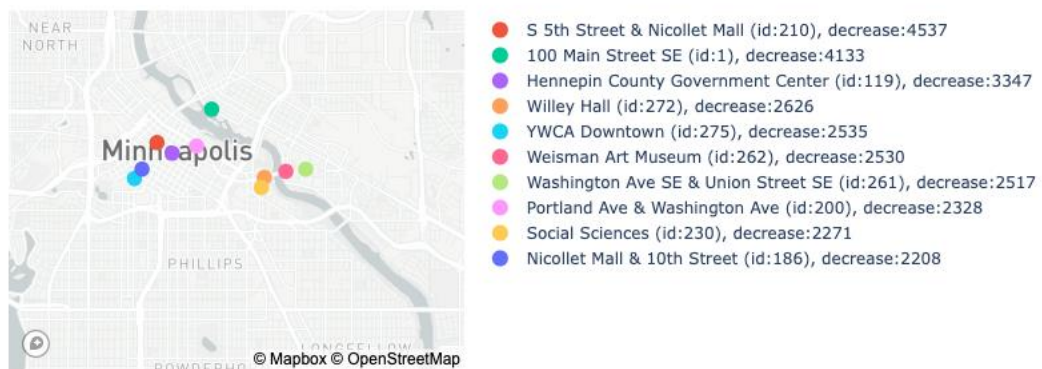 NEAR
NORTH
Minneapolis
PHILLIPS
LONGFELLOW
POWDERHO
© Mapbox © OpenStreetMap
S 5th Street & Nicollet Mall (id:210), decrease:4537
100 Main Street SE (id:1), decrease:4133
Hennepin County Government Center (id:119), decrease:3347
Willey Hall (id:272), decrease:2626
YWCA Downtown (id:275), decrease:2535
Weisman Art Museum (id:262), decrease:2530
Washington Ave SE & Union Street SE (id:261), decrease:2517
Portland Ave & Washington Ave (id:200), decrease:2328
Social Sciences (id:230), decrease:2271
Nicollet Mall & 10th Street (id:186), decrease:2208